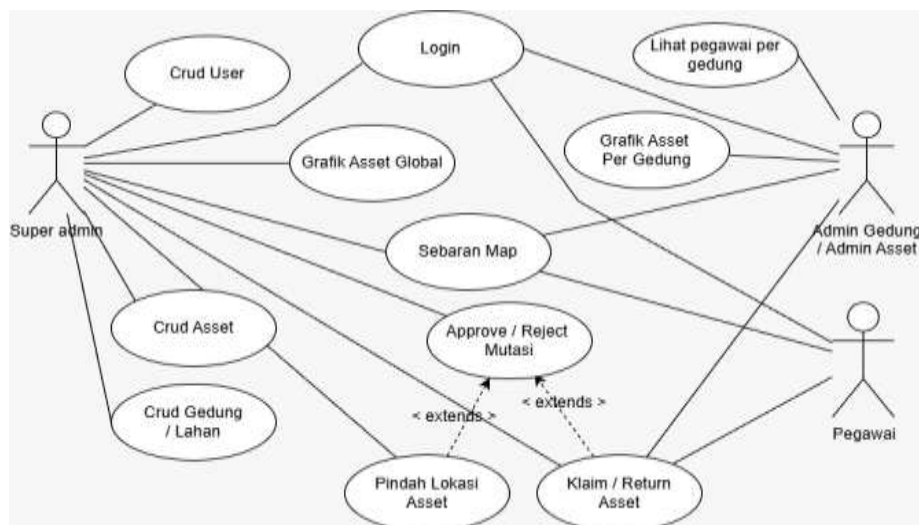 Login
Lihat pegawai per
gedung
Crud User
Grafik Asset Global
Grafik Asset
Per Gedung
Super admin
Sebaran Map
Admin Gedung
/ Admin Asset
Crud Asset
Approve / Reject
Mutasi
Crud Gedung
/ Lahan
< extends >
< extends >
Pegawai
Pindah Lokasi
Asset
Klaim / Return
Asset